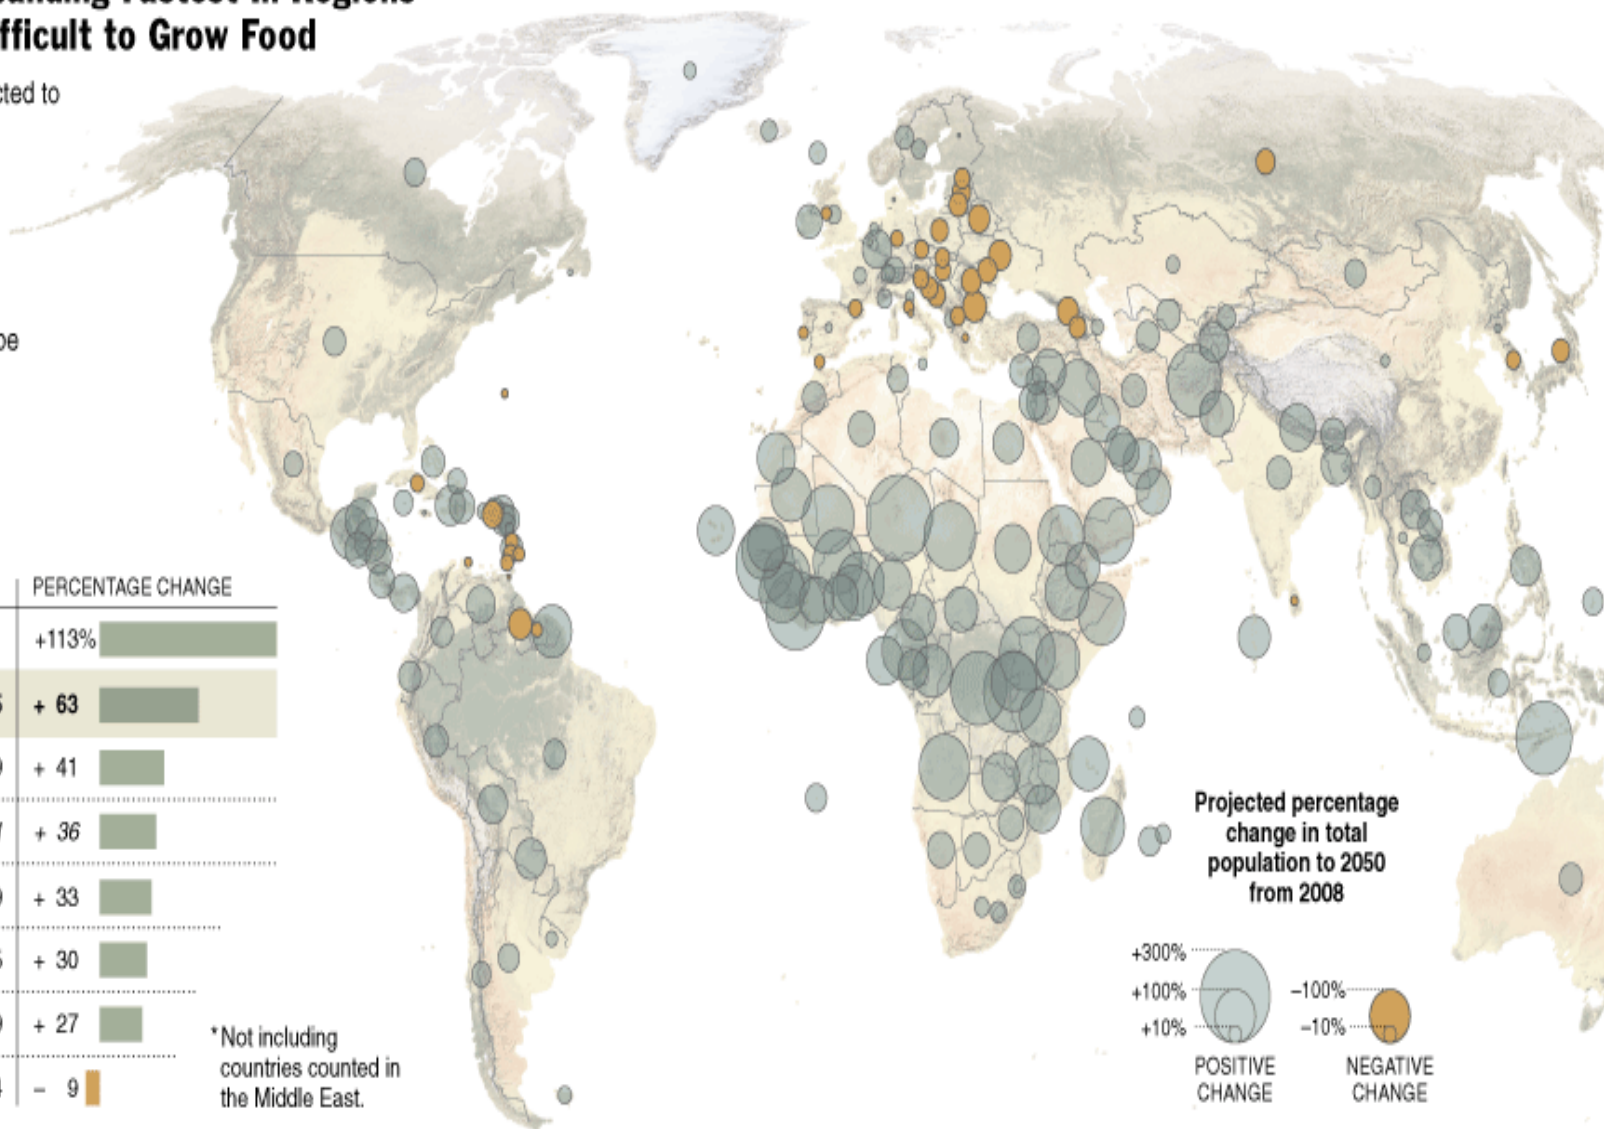 fficult to Grow Food
cted to
PERCENTAGE CHANGE
+113%
+ 63
+ 41
+ 36
+ 33
+ 30
+ 27
– 9
* Not including
countries counted in
the Middle East.
Projected percentage
change in total
population to 2050
from 2008
+300%
+100%
+10%
POSITIVE
CHANGE
–100%
–10%
NEGATIVE
CHANGE